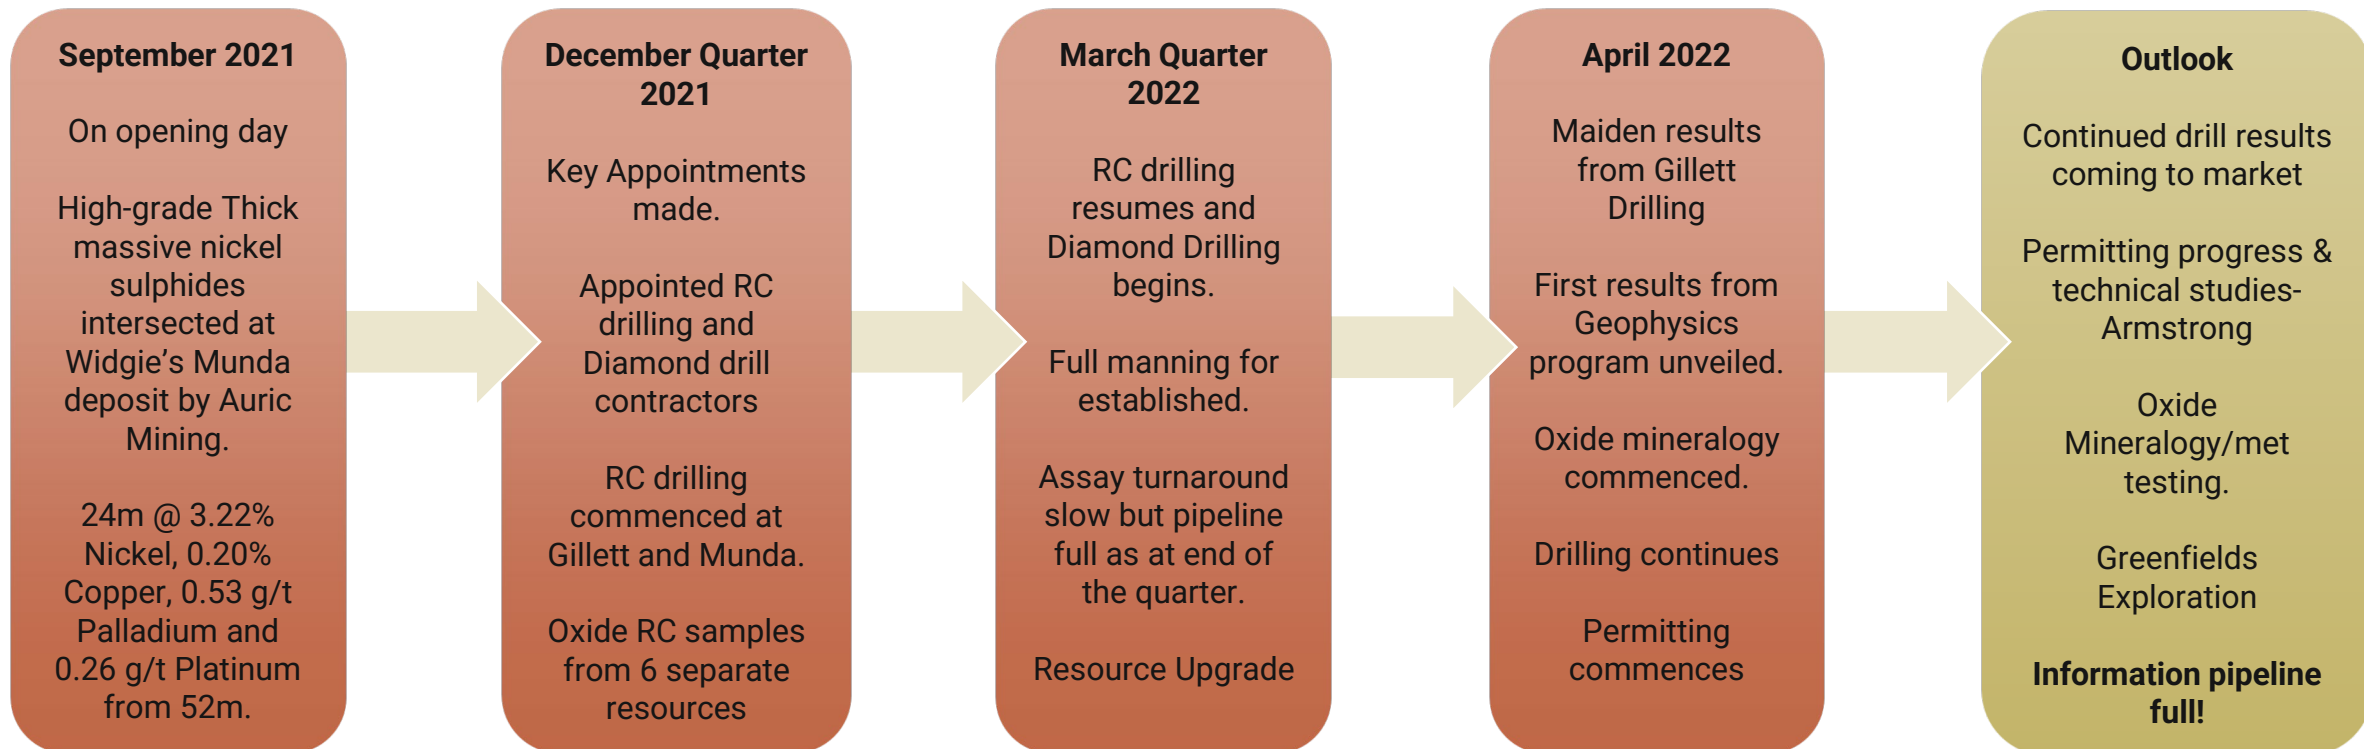 September 2021
On opening day
High-grade Thick
massive nickel
sulphides
intersected at
Widgie’s Munda
deposit by Auric
Mining.
24m @ 3.22%
Nickel, 0.20%
Copper, 0.53 g/t
Palladium and
0.26 g/t Platinum
from 52m.
December Quarter
2021
Key Appointments
made.
Appointed RC
drilling and
Diamond drill
contractors
RC drilling
commenced at
Gillett and Munda.
Oxide RC samples
from 6 separate
resources
March Quarter
2022
RC drilling
resumes and
Diamond Drilling
begins.
Full manning for
established.
Assay turnaround
slow but pipeline
full as at end of
the quarter.
Resource Upgrade
April 2022
Maiden results
from Gillett
Drilling
First results from
Geophysics
program unveiled.
Oxide mineralogy
commenced.
Drilling continues
Permitting
commences
Outlook
Continued drill results
coming to market
Permitting progress &
technical studies-
Armstrong
Oxide
Mineralogy/met
testing.
Greenfields
Exploration
Information pipeline
full!